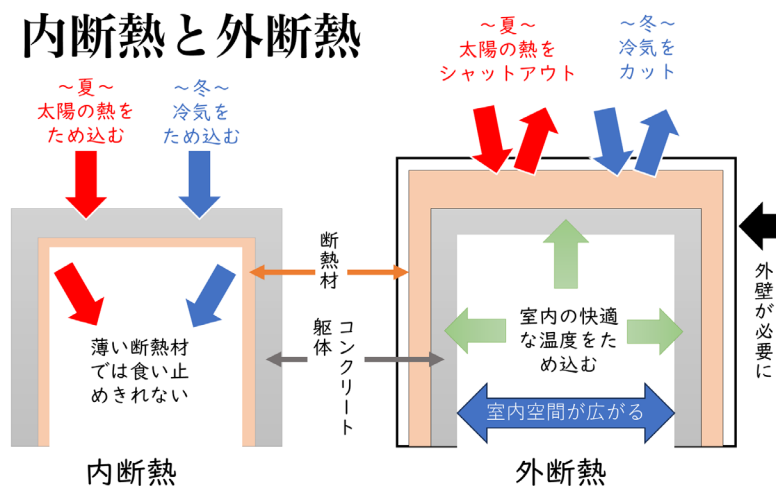 内断熱と外断熱
～夏～
太陽の熱を
ため込む
～冬～
冷気を
ため込む
～夏～
太陽の熱を
シャットアウト
～冬～
冷気を
カット
断熱材
コンクリート
躯体
薄い断熱材
では食い止
めきれない
室内の快適
な温度をた
め込む
室内空間が広がる
外壁が必要に
内断熱
外断熱